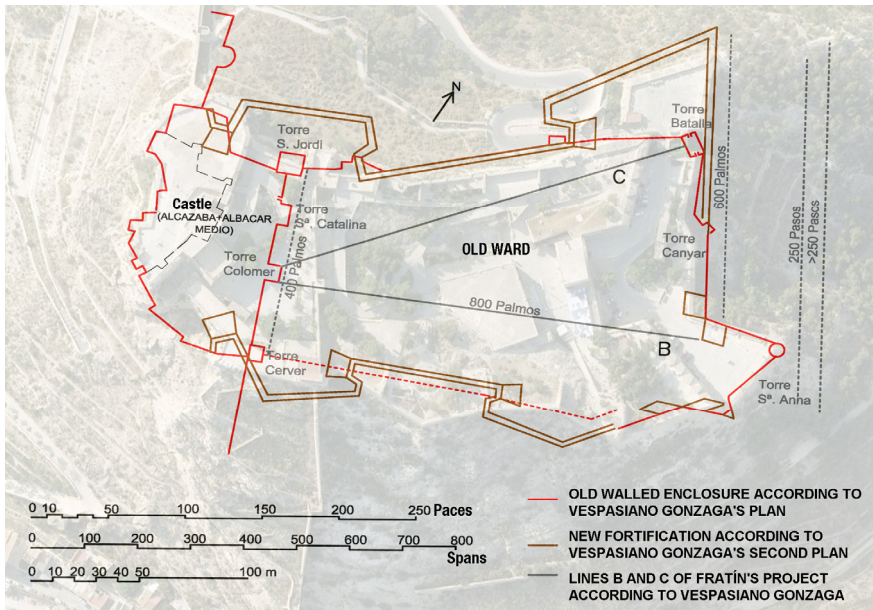 N
Torre
Batalla
Torre
S. Jordi
C
600 Palmos
Castle
(ALCAZABA+ALBACAR
MEDIO)
Torre
Sª. Catalina
250 Pasos
>250 Pascs
OLD WARD
Torre
Canyar
Torre
Colomer
400 Palmos
800 Palmos
B
Torre
Cerver
Torre
Sª. Anna
0 10 50 100 150 200 250 Paces
0 100 200 300 400 500 600 700 800
Spans
0 10 20 30 40 50 100 m
OLD WALLED ENCLOSURE ACCORDING TO
VESPASIANO GONZAGA'S PLAN
NEW FORTIFICATION ACCORDING TO
VESPASIANO GONZAGA'S SECOND PLAN
LINES B AND C OF FRATÍN'S PROJECT
ACCORDING TO VESPASIANO GONZAGA